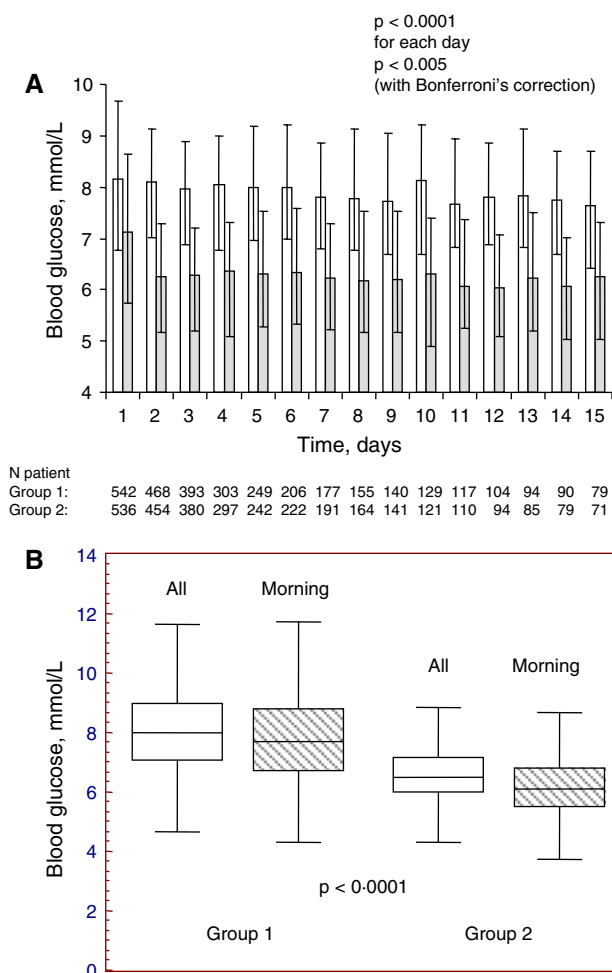 p < 0.0001
for each day
p < 0.005
(with Bonferroni's correction)
A
Blood glucose, mmol/L
10
9
8
7
6
5
4
1 2 3 4 5 6 7 8 9 10 11 12 13 14 15
Time, days
N patient
Group 1: 542 468 393 303 249 206 177 155 140 129 117 104 94 90 79
Group 2: 536 454 380 297 242 222 191 164 141 121 110 94 85 79 71
B
Blood glucose, mmol/L
14
12
10
8
6
4
2
0
All Morning
All Morning
p < 0·0001
Group 1 Group 2